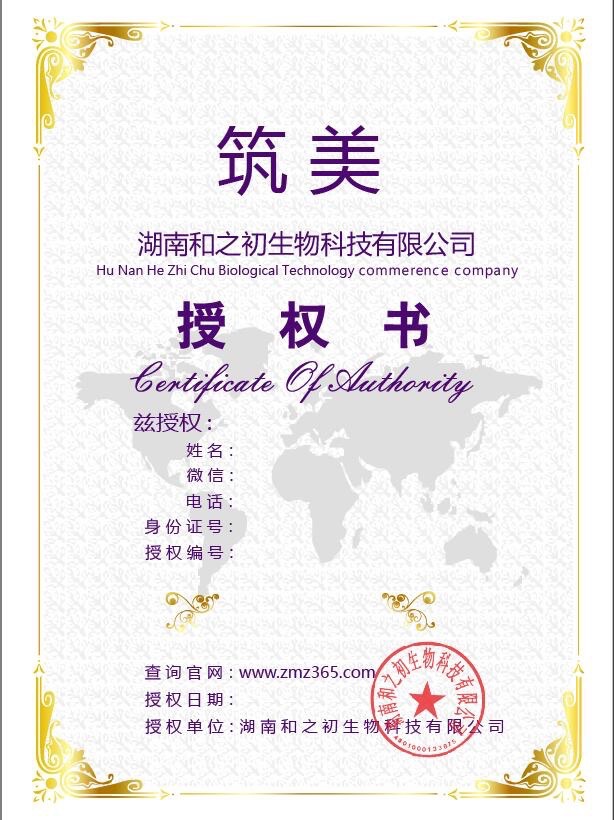 筑美
湖南和之初生物科技有限公司
Hu Nan He Zhi Chu Biological Technology commerence company
授权书
Certificate Of Authority
兹授权：
姓名：
微信：
电话：
身份证号：
授权编号：
查询官网：www.zmz365.com
授权日期：
授权单位：湖南和之初生物科技有限公司
湖南和之初生物科技有限公司